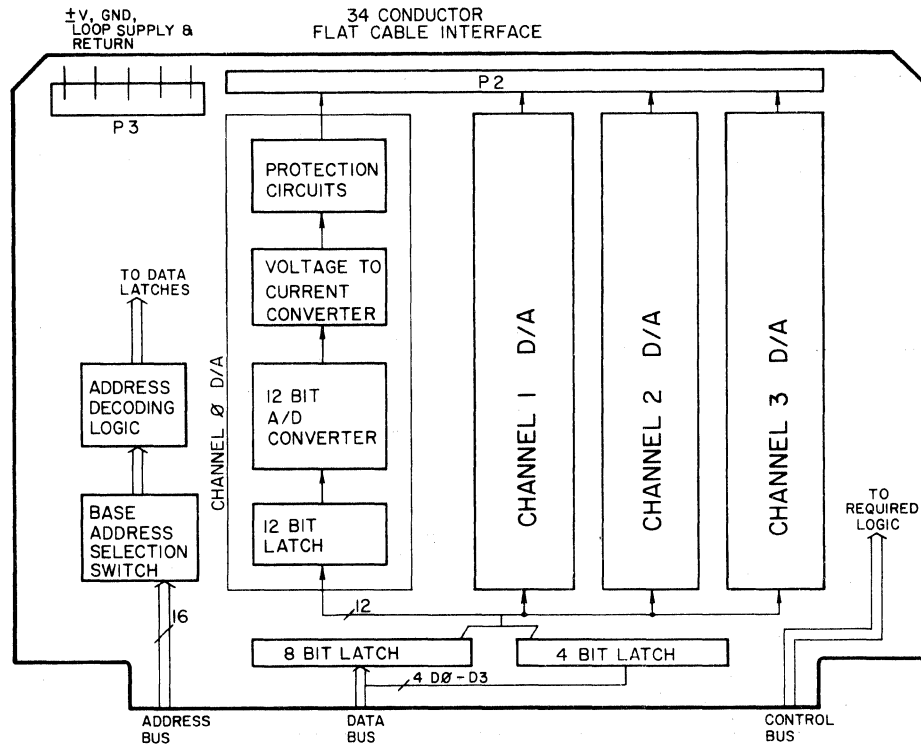 ±V, GND,
LOOP SUPPLY &
RETURN
34 CONDUCTOR
FLAT CABLE INTERFACE
P2
P3
PROTECTION
CIRCUITS
VOLTAGE TO
CURRENT
CONVERTER
TO DATA
LATCHES
ADDRESS
DECODING
LOGIC
12 BIT
A/D
CONVERTER
CHANNEL Ø D/A
CHANNEL 1 D/A
CHANNEL 2 D/A
CHANNEL 3 D/A
BASE
ADDRESS
SELECTION
SWITCH
12 BIT
LATCH
TO
REQUIRED
LOGIC
16
12
8 BIT LATCH
4 BIT LATCH
4 DØ-D3
ADDRESS
BUS
DATA
BUS
CONTROL
BUS